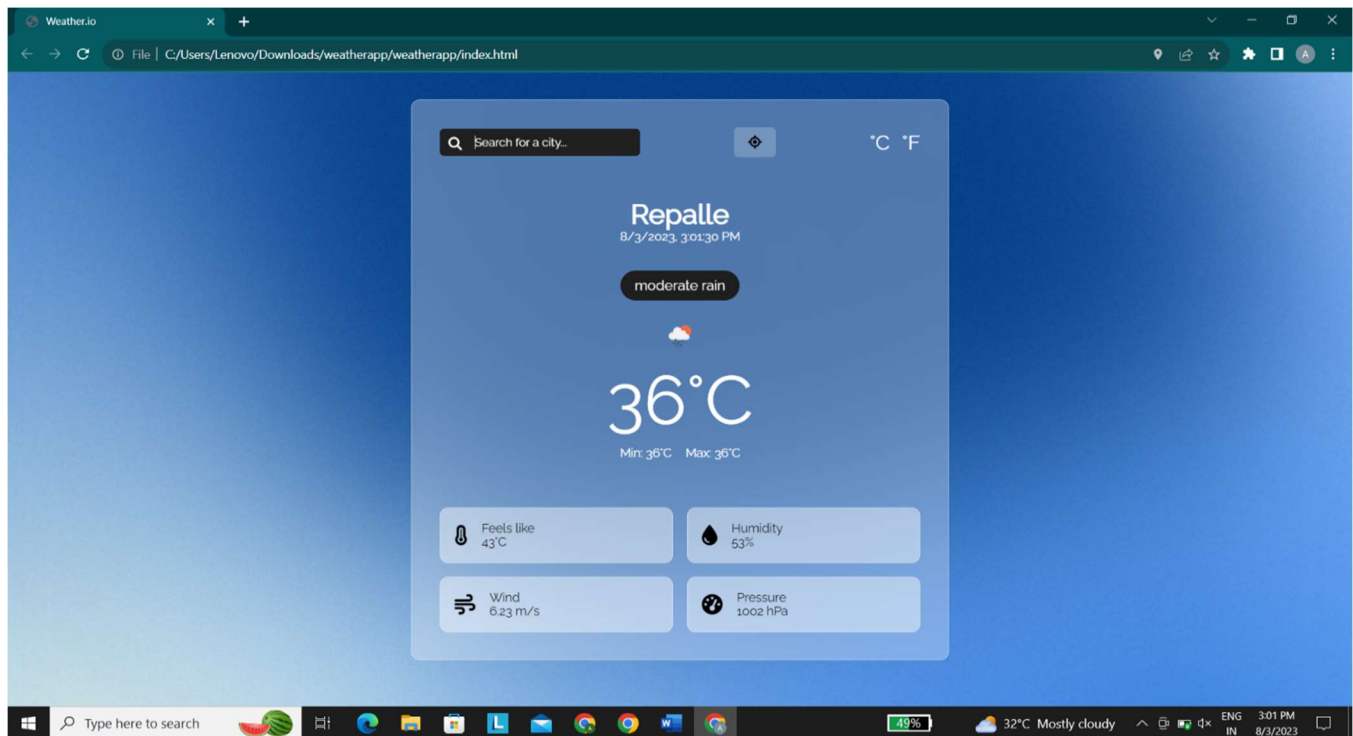 Weather.io
File | C:/Users/Lenovo/Downloads/weatherapp/weatherapp/index.html
A
Search for a city...
°C °F
Repalle
8/3/2023, 3:01:30 PM
moderate rain
36°C
Min: 36°C Max: 36°C
Feels like
43°C
Humidity
53%
Wind
6.23 m/s
Pressure
1002 hPa
Type here to search
L
49%
32°C Mostly cloudy
ENG
IN
3:01 PM
8/3/2023